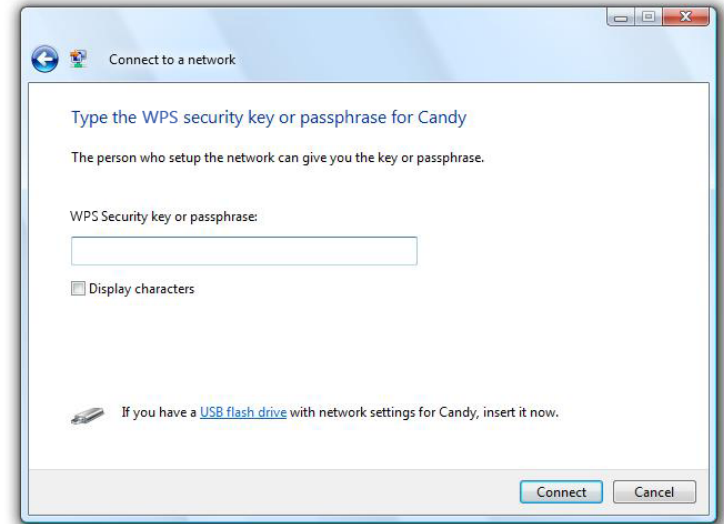 Connect to a network
Type the WPS security key or passphrase for Candy
The person who setup the network can give you the key or passphrase.
WPS Security key or passphrase:
Display characters
If you have a USB flash drive with network settings for Candy, insert it now.
Connect
Cancel